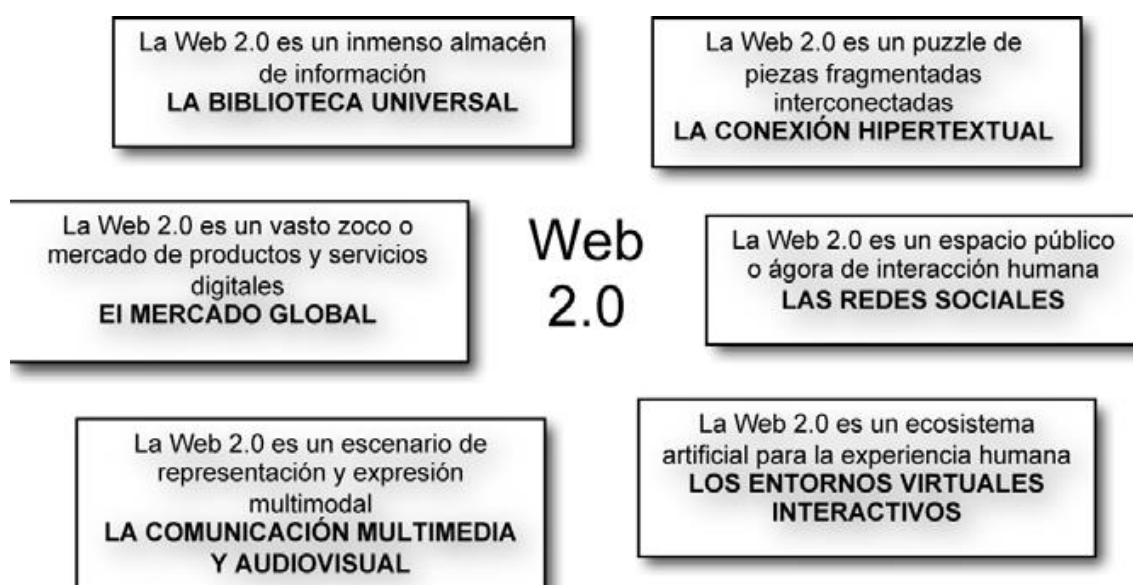 La Web 2.0 es un inmenso almacén
de información
LA BIBLIOTECA UNIVERSAL
La Web 2.0 es un puzzle de
piezas fragmentadas
interconectadas
LA CONEXIÓN HIPERTEXTUAL
La Web 2.0 es un vasto zoco o
mercado de productos y servicios
digitales
El MERCADO GLOBAL
Web
2.0
La Web 2.0 es un espacio público
o ágora de interacción humana
LAS REDES SOCIALES
La Web 2.0 es un escenario de
representación y expresión
multimodal
LA COMUNICACIÓN MULTIMEDIA
Y AUDIOVISUAL
La Web 2.0 es un ecosistema
artificial para la experiencia humana
LOS ENTORNOS VIRTUALES
INTERACTIVOS